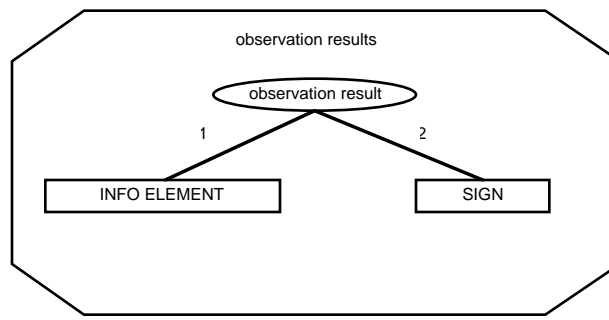 observation results
observation result
1
2
INFO ELEMENT
SIGN